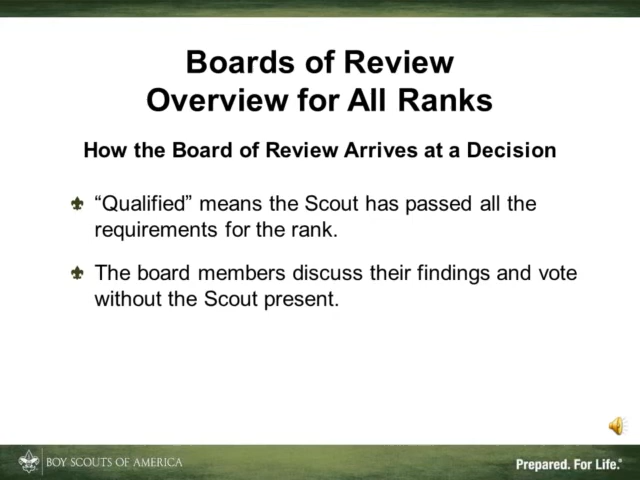 Boards of Review
Overview for All Ranks
How the Board of Review Arrives at a Decision
“Qualified” means the Scout has passed all the
requirements for the rank.
The board members discuss their findings and vote
without the Scout present.
BOY SCOUTS OF AMERICA
Prepared. For Life.®